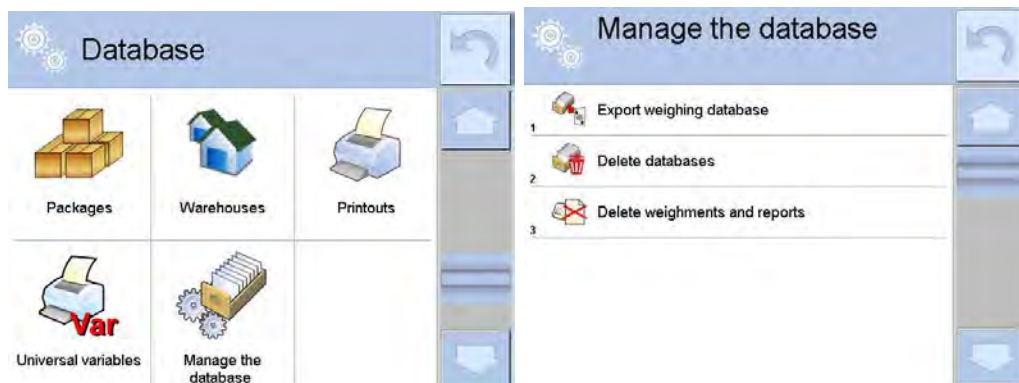 Database
Packages
Warehouses
Printouts
Var
Universal variables
Manage the
database
Manage the database
Export weighing database
1
Delete databases
2
Delete weighments and reports
3